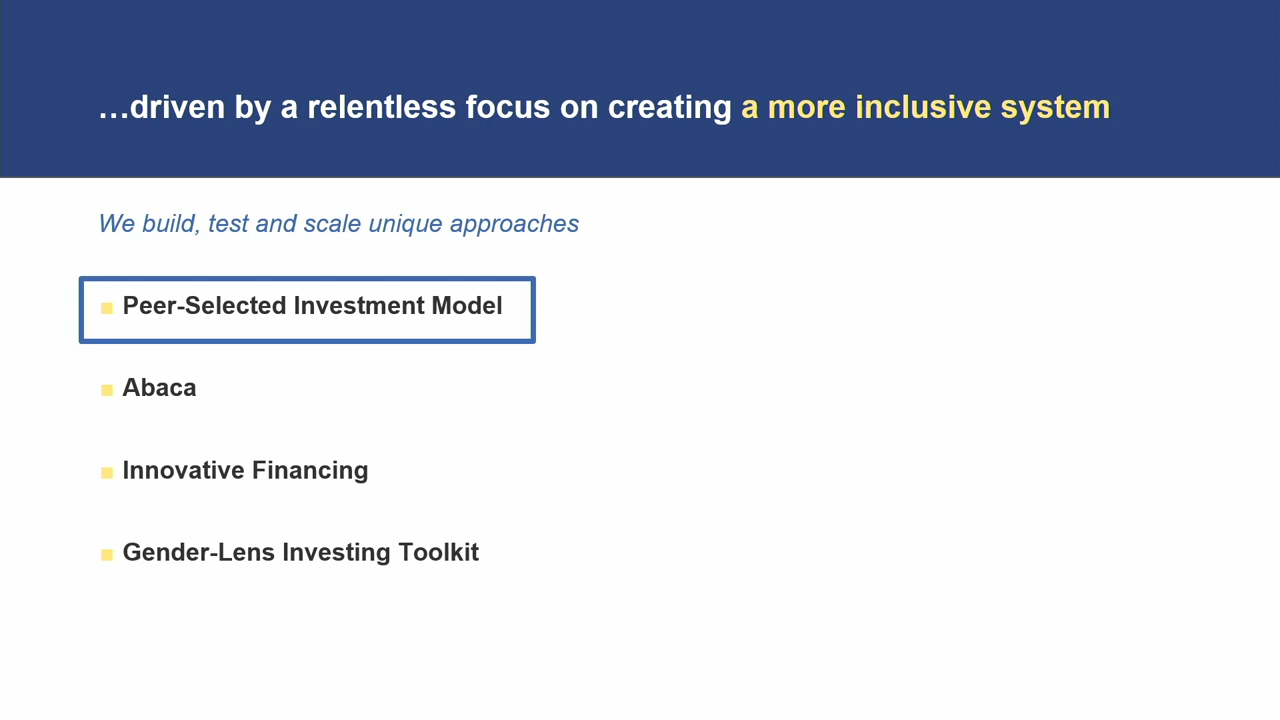 …driven by a relentless focus on creating a more inclusive system
We build, test and scale unique approaches
Peer-Selected Investment Model
Abaca
Innovative Financing
Gender-Lens Investing Toolkit